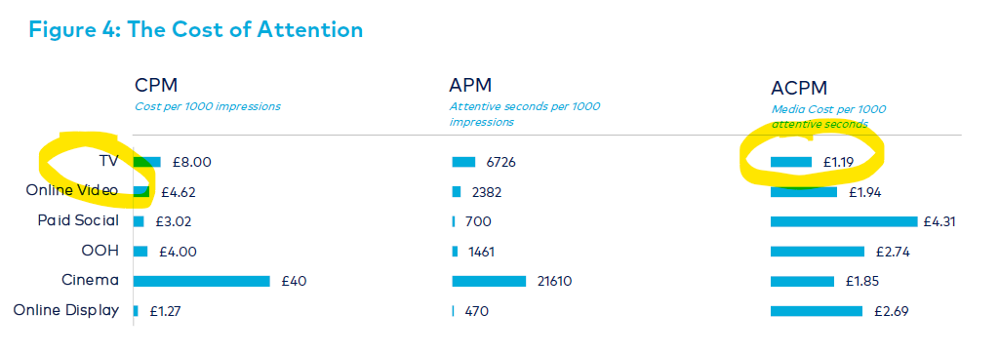 Figure 4: The Cost of Attention
CPM APM ACPM
Cost per 1000 impressions Attentive seconds per 1000 impressions Media Cost per 1000 attentive seconds
TV £8.00 6726 £1.19
Online Video £4.62 2382 £1.94
Paid Social £3.02 700 £4.31
OOH £4.00 1461 £2.74
Cinema £40 21610 £1.85
Online Display £1.27 470 £2.69